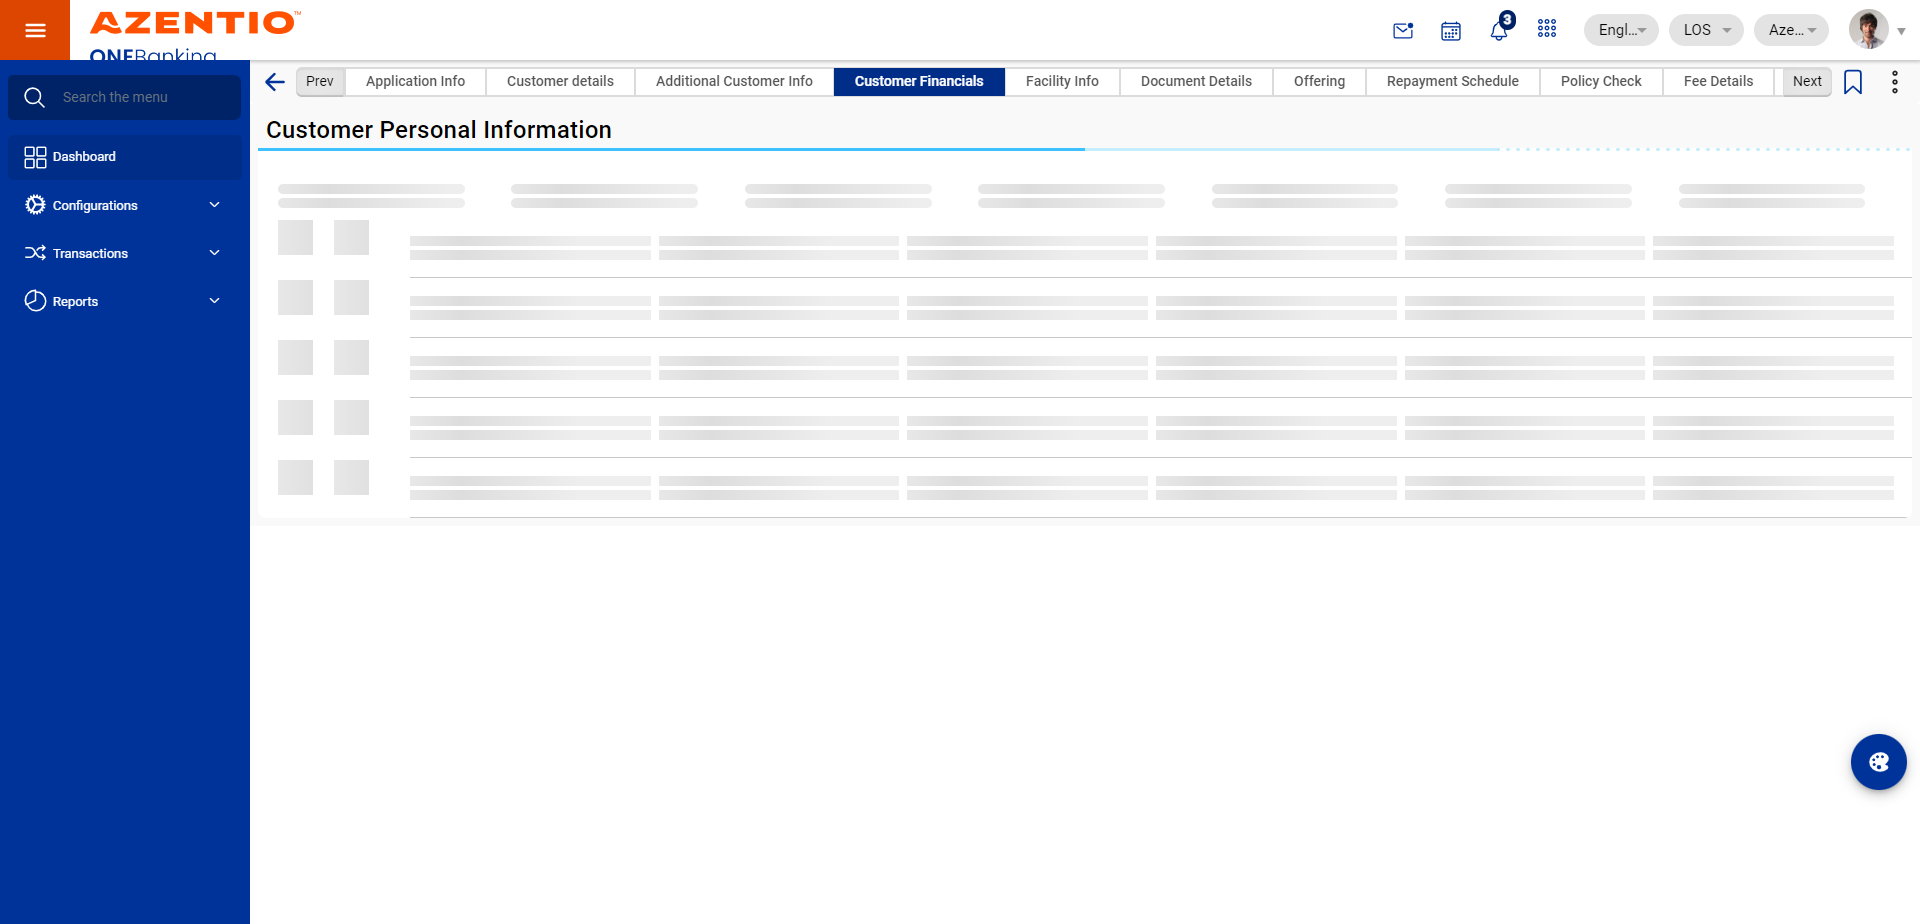 AZENTIO™
ONEBanking
3
Engl...
LOS
Aze...
Search the menu
Dashboard
Configurations
Transactions
Reports
Prev
Application Info
Customer details
Additional Customer Info
Customer Financials
Facility Info
Document Details
Offering
Repayment Schedule
Policy Check
Fee Details
Next
Customer Personal Information